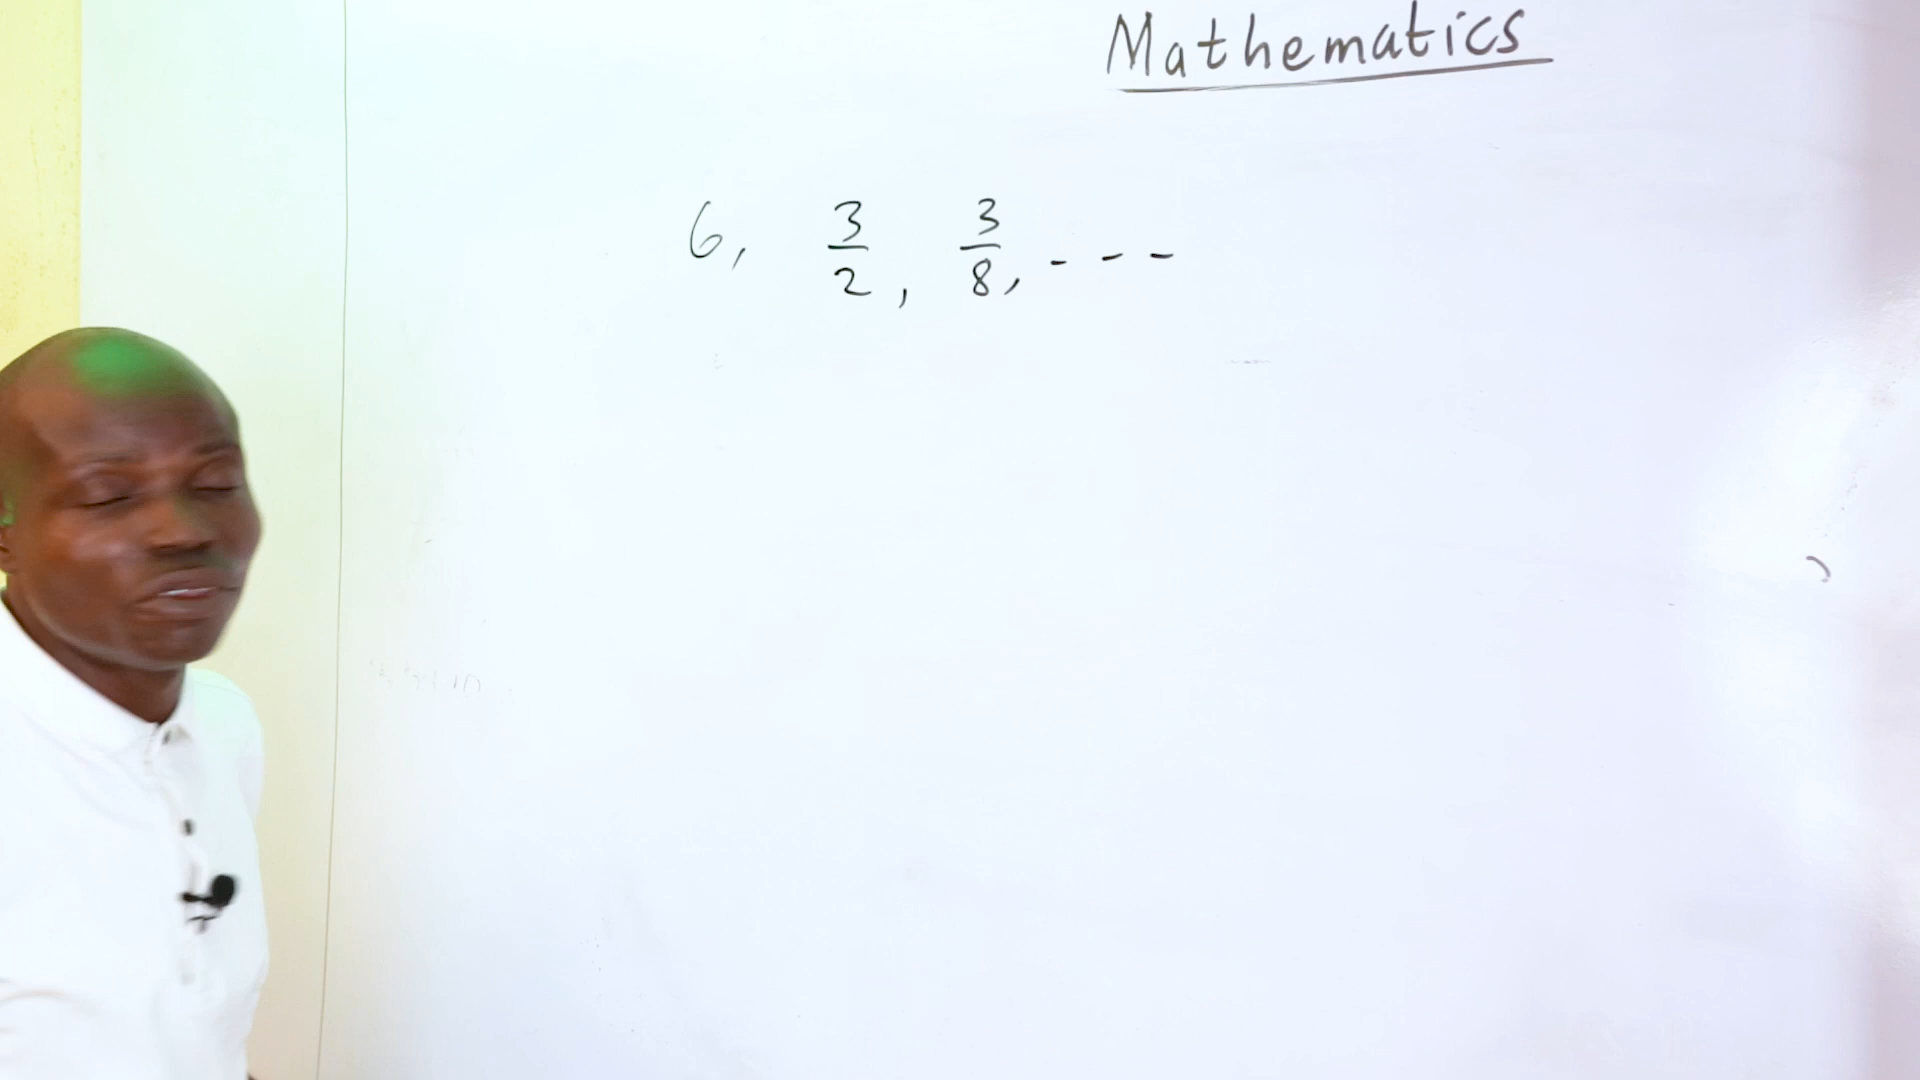 Mathematics
6, 3/2, 3/8, - - -